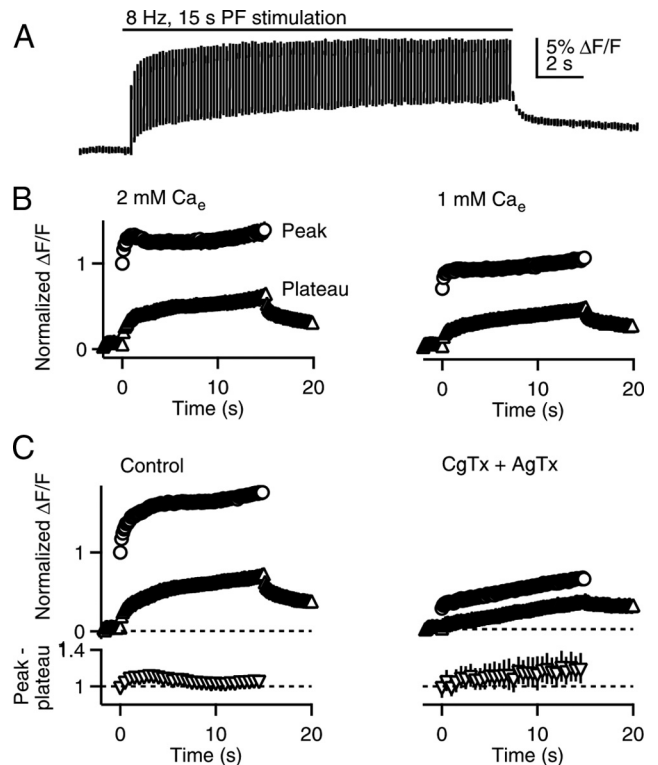 A
8 Hz, 15 s PF stimulation
5% ΔF/F
2 s
B
2 mM Caₑ
1 mM Caₑ
Peak
Plateau
Normalized ΔF/F
1
0
0 10 20
Time (s)
0 10 20
Time (s)
C
Control
CgTx + AgTx
Normalized ΔF/F
1
0
Peak -
plateau
1.4
1
0 10 20
Time (s)
0 10 20
Time (s)